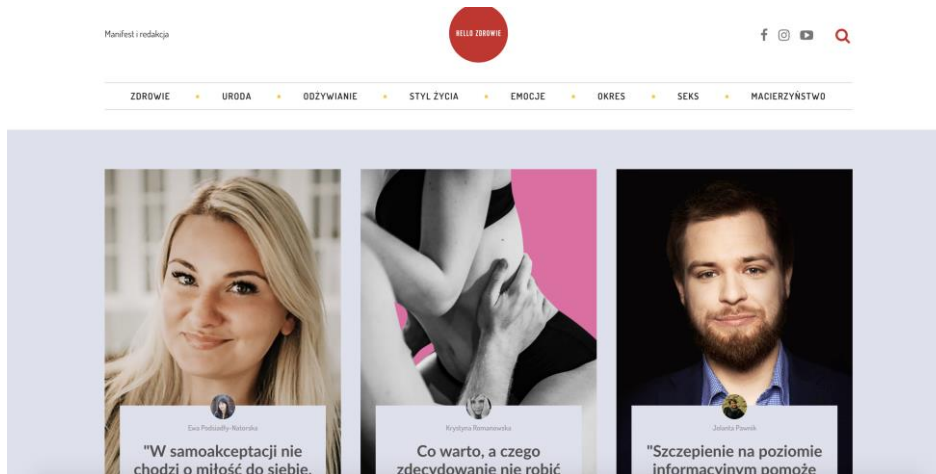 Manifest i redakcja
HELLO ZDROWIE
ZDROWIE URODA ODŻYWIANIE STYL ŻYCIA EMOCJE OKRES SEKS MACIERZYŃSTWO
Ewa Podsiadły-Natorska
"W samoakceptacji nie
chodzi o miłość do siebie.
Krystyna Romanowska
Co warto, a czego
zdecydowanie nie robić
Jolanta Pawnik
"Szczepienie na poziomie
informacyjnym pomoże